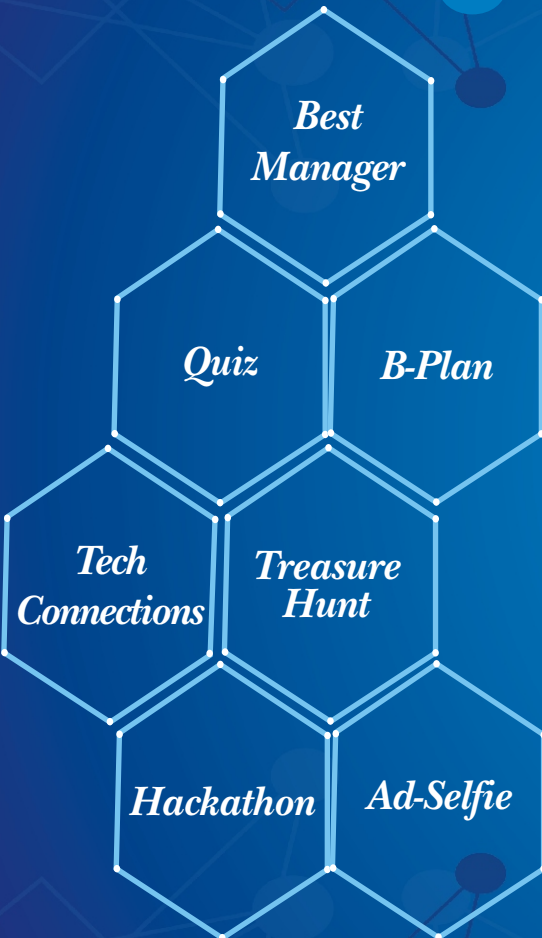 Best
Manager
Quiz
B-Plan
Tech
Connections
Treasure
Hunt
Hackathon
Ad-Selfie